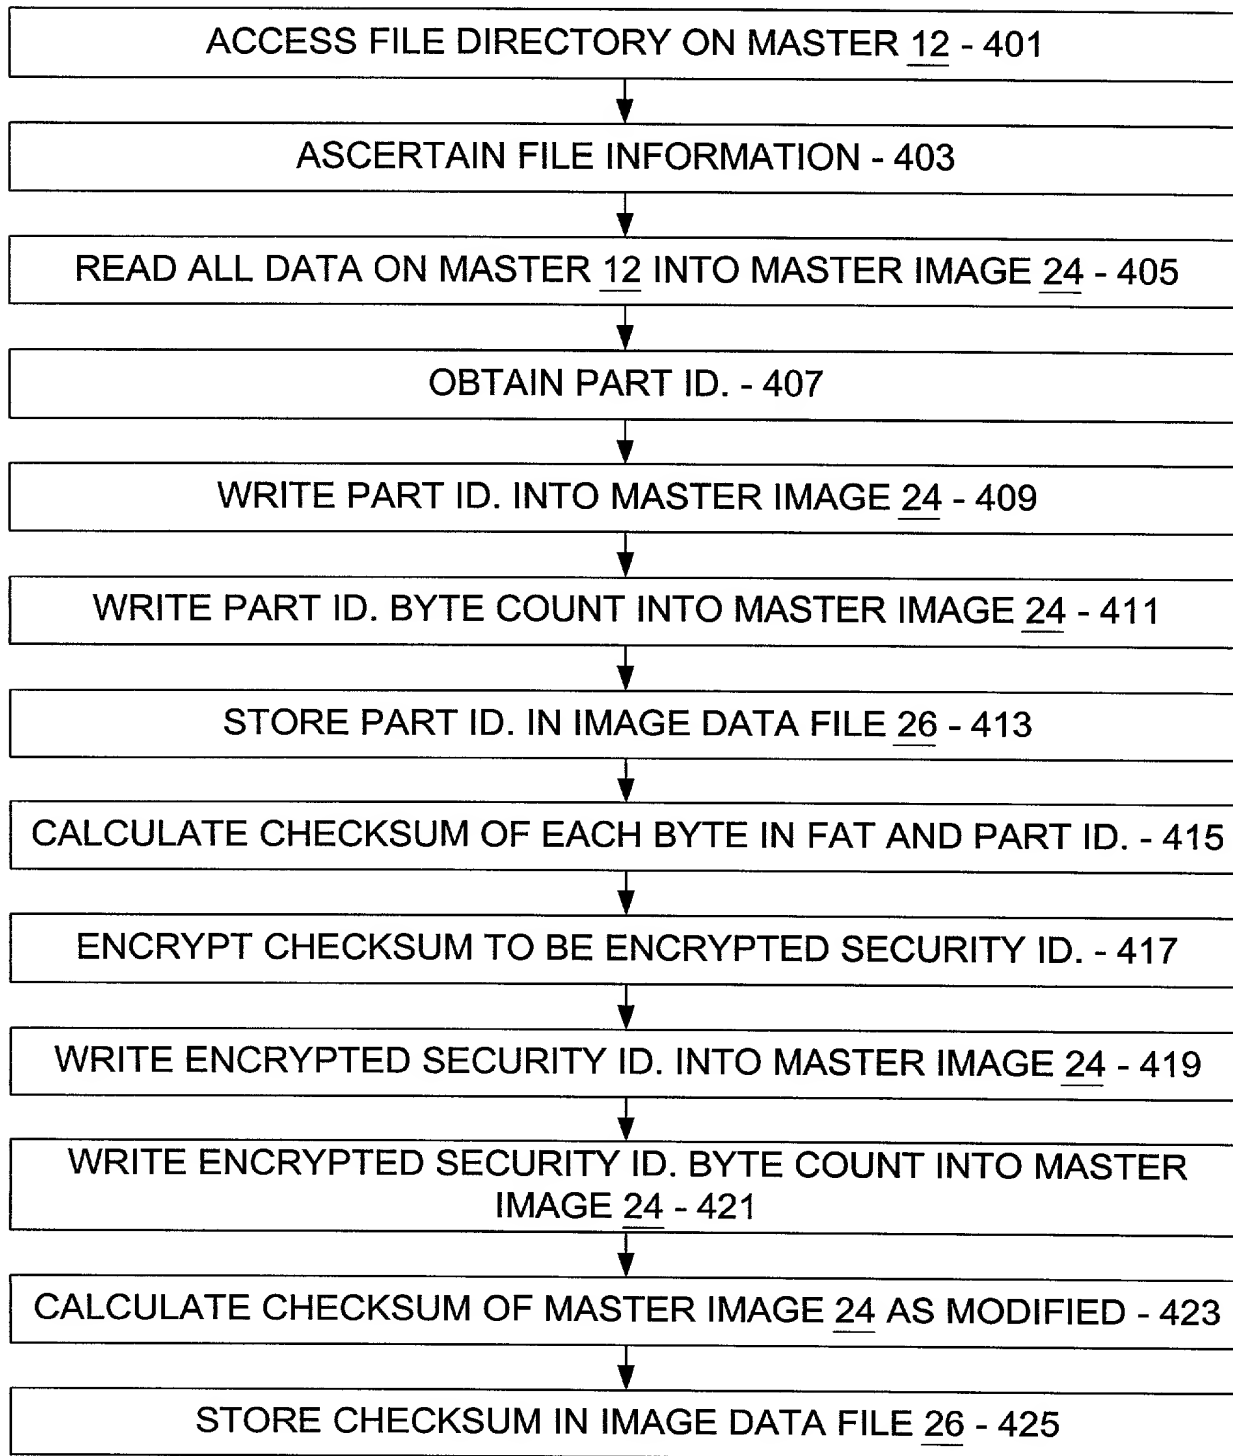 ACCESS FILE DIRECTORY ON MASTER 12 - 401
ASCERTAIN FILE INFORMATION - 403
READ ALL DATA ON MASTER 12 INTO MASTER IMAGE 24 - 405
OBTAIN PART ID. - 407
WRITE PART ID. INTO MASTER IMAGE 24 - 409
WRITE PART ID. BYTE COUNT INTO MASTER IMAGE 24 - 411
STORE PART ID. IN IMAGE DATA FILE 26 - 413
CALCULATE CHECKSUM OF EACH BYTE IN FAT AND PART ID. - 415
ENCRYPT CHECKSUM TO BE ENCRYPTED SECURITY ID. - 417
WRITE ENCRYPTED SECURITY ID. INTO MASTER IMAGE 24 - 419
WRITE ENCRYPTED SECURITY ID. BYTE COUNT INTO MASTER
IMAGE 24 - 421
CALCULATE CHECKSUM OF MASTER IMAGE 24 AS MODIFIED - 423
STORE CHECKSUM IN IMAGE DATA FILE 26 - 425